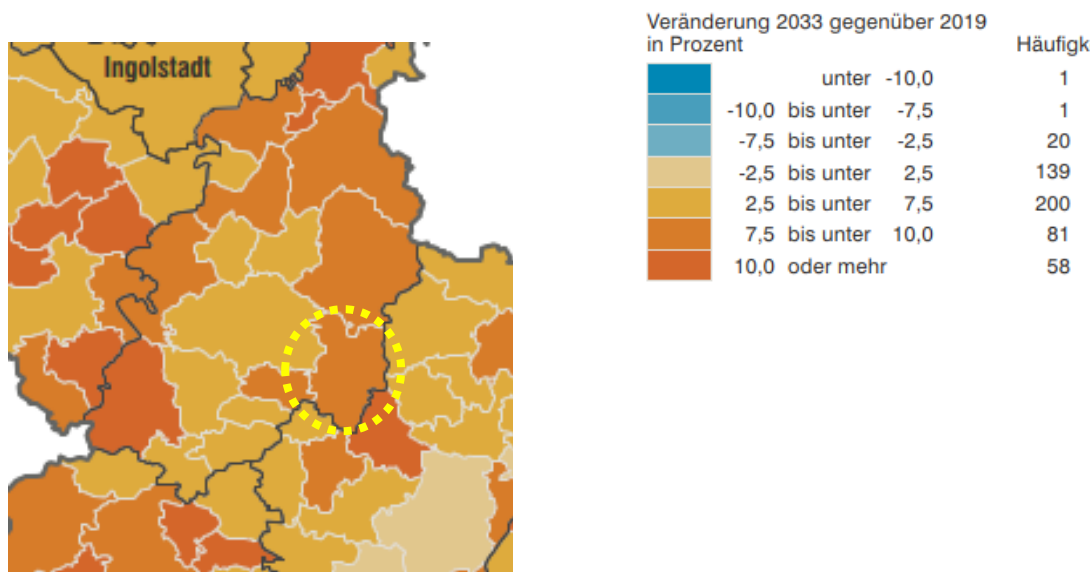 Ingolstadt
Veränderung 2033 gegenüber 2019
in Prozent Häufigk
unter -10,0 1
-10,0 bis unter -7,5 1
-7,5 bis unter -2,5 20
-2,5 bis unter 2,5 139
2,5 bis unter 7,5 200
7,5 bis unter 10,0 81
10,0 oder mehr 58